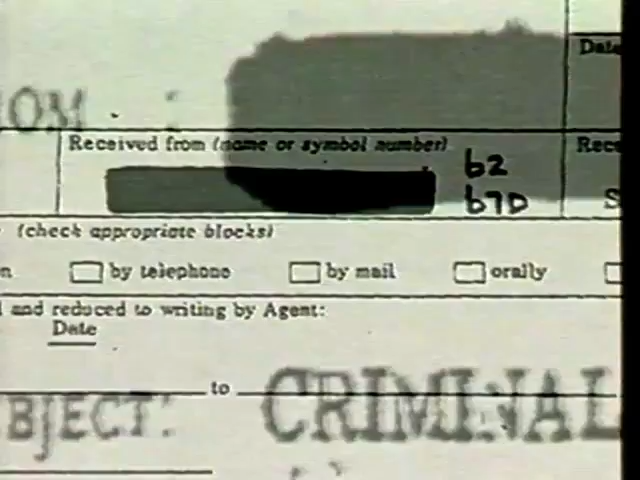 Date
OM :
Received from (name or symbol number)
Rece
b2
b7D
S
(check appropriate blocks)
n
by telephone
by mail
orally
and reduced to writing by Agent:
Date
to
BJECT:
CRIMINAL